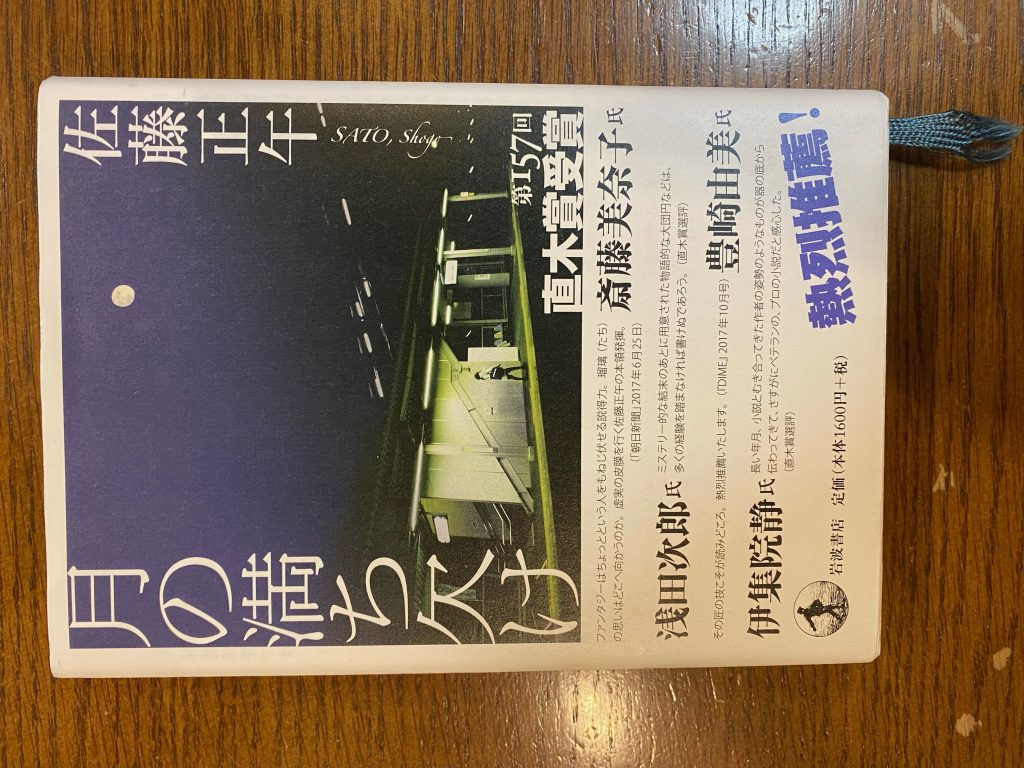 佐藤正午
SATO, Shogo
月の満ち欠け
第157回
直木賞受賞
ファンタジーはちょっとという人をもねじ伏せる説得力。瑠璃（たち）
の思いはどこへ向かうのか。虚実の皮膜を行く佐藤正午の本領発揮。
（「朝日新聞」2017年6月25日）
斎藤美奈子氏
浅田次郎氏
ミステリー的な結末のあとに用意された物語的な大団円などは、
多くの経験を踏まなければ書けぬであろう。（直木賞選評）
その匠の技こそが読みどころ。熱烈推薦いたします。（『DIME』2017年10月号）
豊崎由美氏
伊集院静氏
長い年月、小説とむき合ってきた作者の姿勢のようなものが器の底から
伝わってきて、さすがにベテランの、プロの小説だと感心した。
（直木賞選評）
熱烈推薦！
岩波書店 定価（本体1600円＋税）